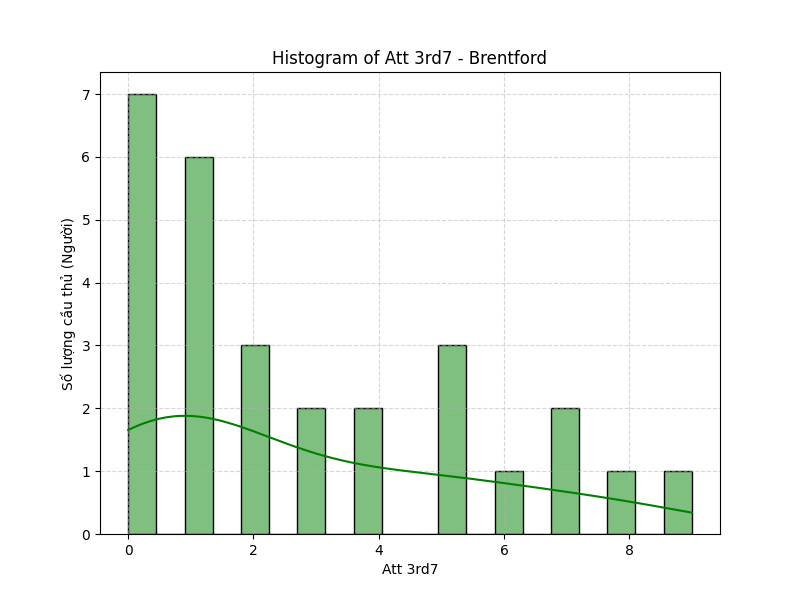 Histogram of Att 3rd7 - Brentford
Số lượng cầu thủ (Người)
7
6
5
4
3
2
1
0
0 2 4 6 8
Att 3rd7